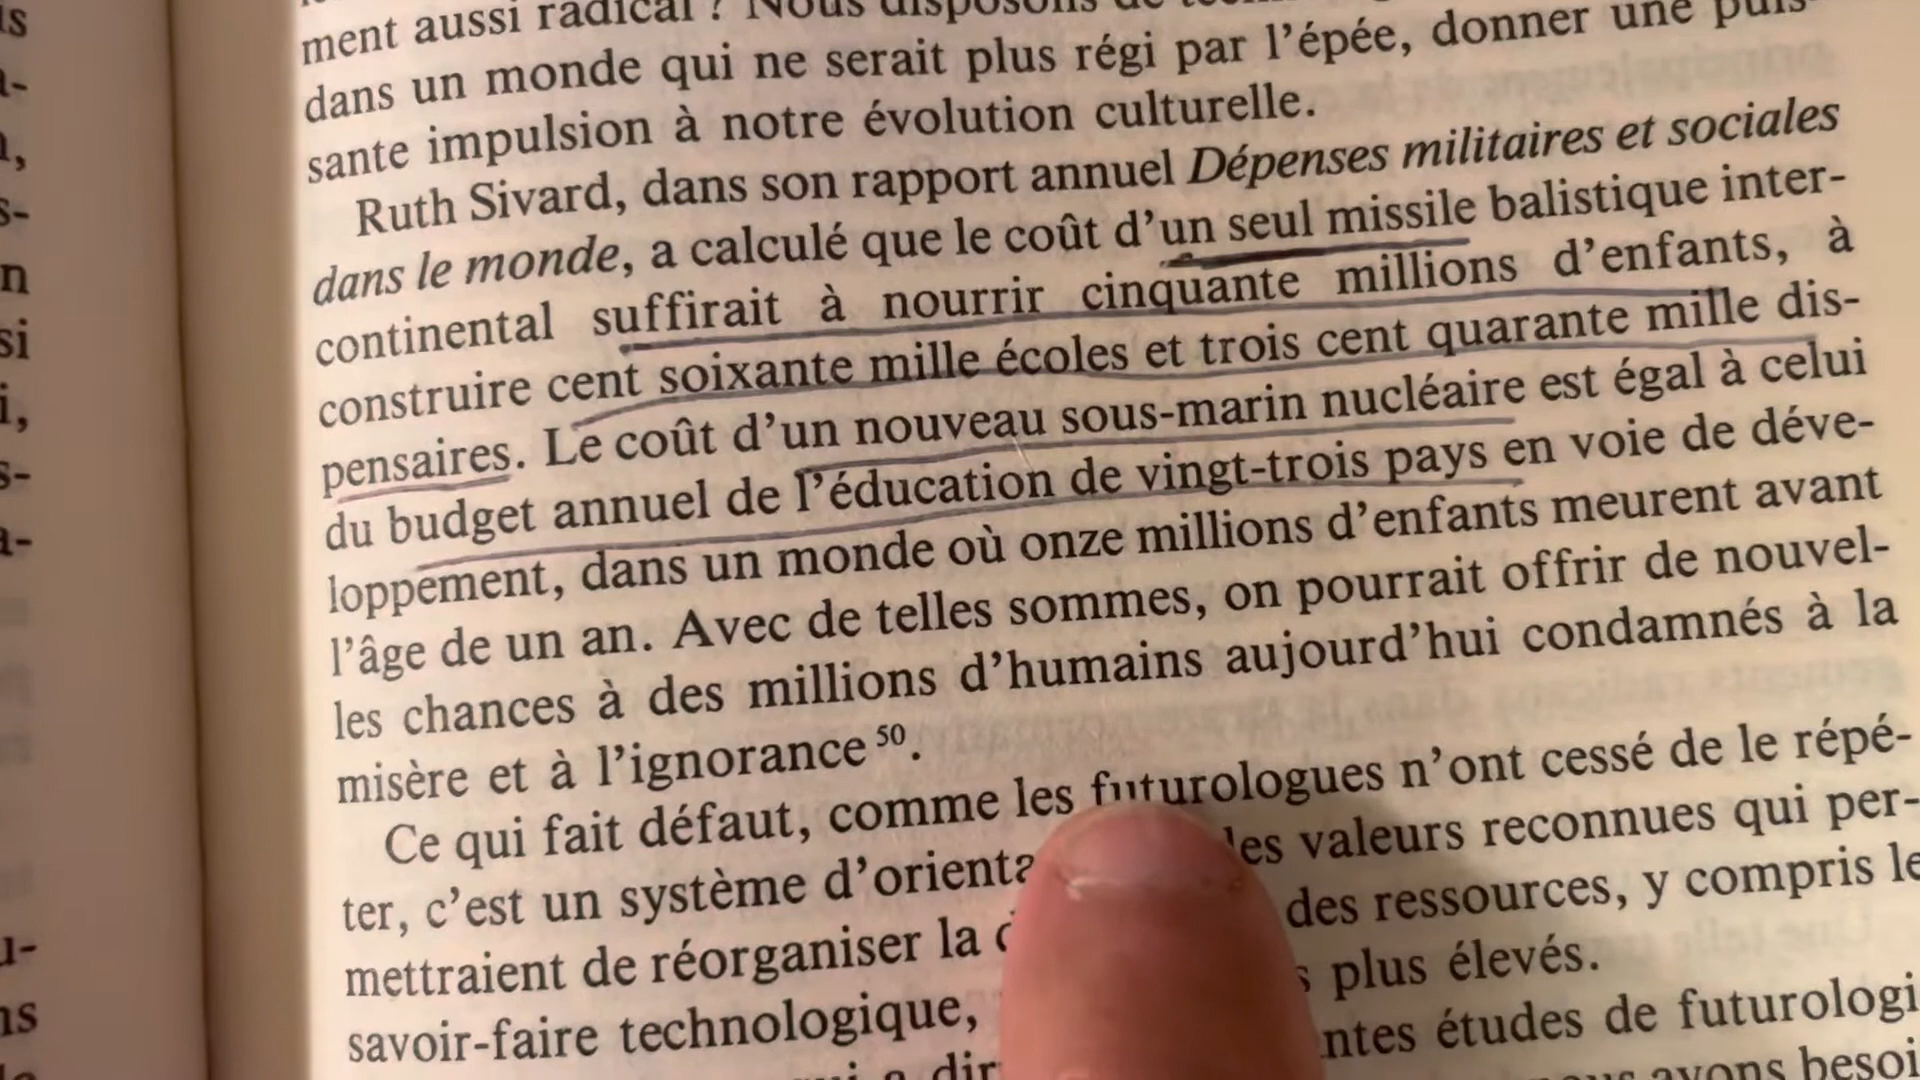 ment aussi radical ? Nous disposons de
dans un monde qui ne serait plus régi par l'épée, donner une puis-
sante impulsion à notre évolution culturelle.
Ruth Sivard, dans son rapport annuel Dépenses militaires et sociales
dans le monde, a calculé que le coût d'un seul missile balistique inter-
continental suffirait à nourrir cinquante millions d'enfants, à
construire cent soixante mille écoles et trois cent quarante mille dis-
pensaires. Le coût d'un nouveau sous-marin nucléaire est égal à celui
du budget annuel de l'éducation de vingt-trois pays en voie de déve-
loppement, dans un monde où onze millions d'enfants meurent avant
l'âge de un an. Avec de telles sommes, on pourrait offrir de nouvel-
les chances à des millions d'humains aujourd'hui condamnés à la
misère et à l'ignorance 50.
Ce qui fait défaut, comme les futurologues n'ont cessé de le répé-
ter, c'est un système d'orienta les valeurs reconnues qui per-
mettraient de réorganiser la des ressources, y compris le
savoir-faire technologique, plus élevés.
ntes études de futurologi
a dir avons besoi